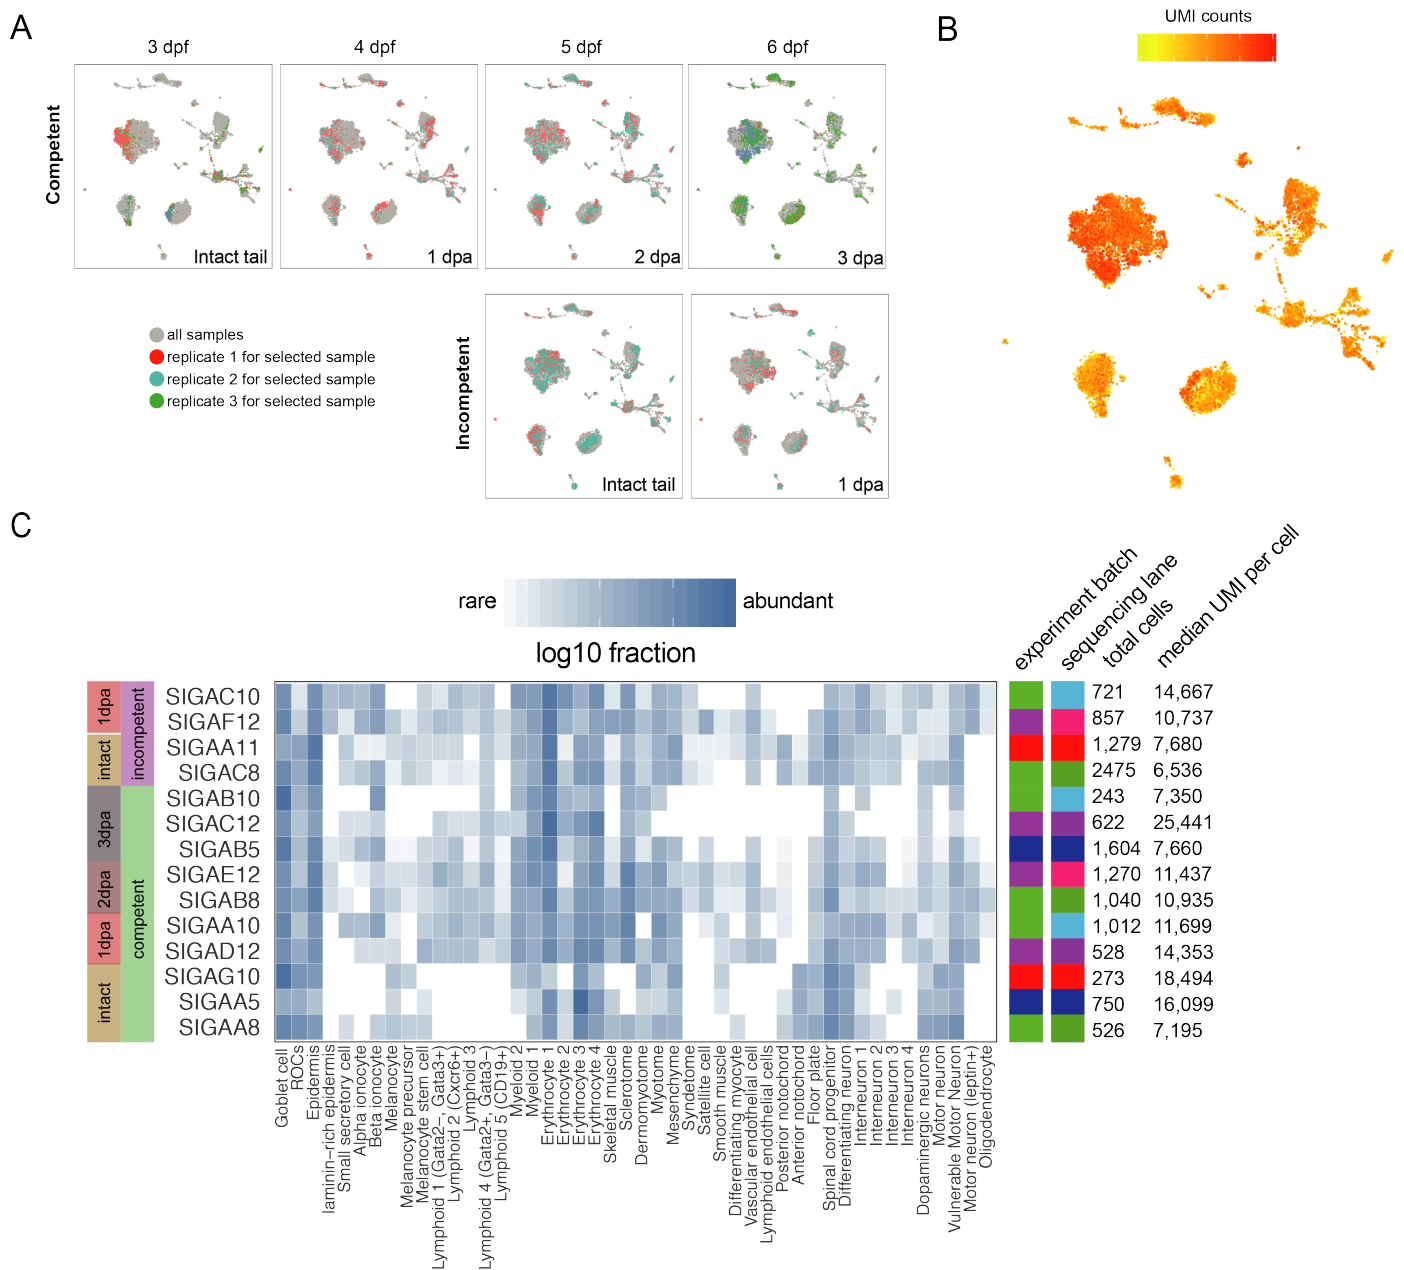 A
3 dpf
4 dpf
5 dpf
6 dpf
Competent
Intact tail
1 dpa
2 dpa
3 dpa
all samples
replicate 1 for selected sample
replicate 2 for selected sample
replicate 3 for selected sample
Incompetent
Intact tail
1 dpa
B
UMI counts
C
rare
abundant
log10 fraction
experiment batch
sequencing lane
total cells
median UMI per cell
1dpa
intact
3dpa
2dpa
1dpa
intact
incompetent
competent
SIGAC10 721 14,667
SIGAF12 857 10,737
SIGAA11 1,279 7,680
SIGAC8 2475 6,536
SIGAB10 243 7,350
SIGAC12 622 25,441
SIGAB5 1,604 7,660
SIGAE12 1,270 11,437
SIGAB8 1,040 10,935
SIGAA10 1,012 11,699
SIGAD12 528 14,353
SIGAG10 273 18,494
SIGAA5 750 16,099
SIGAA8 526 7,195
Goblet cell
ROCs
Epidermis
laminin−rich epidermis
Small secretory cell
Alpha ionocyte
Beta ionocyte
Melanocyte
Melanocyte precursor
Melanocyte stem cell
Lymphoid 1 (Gata2−, Gata3+)
Lymphoid 2 (Cxcr6+)
Lymphoid 3
Lymphoid 4 (Gata2+, Gata3−)
Lymphoid 5 (CD19+)
Myeloid 2
Myeloid 1
Erythrocyte 1
Erythrocyte 2
Erythrocyte 3
Erythrocyte 4
Skeletal muscle
Sclerotome
Dermomyotome
Myotome
Mesenchyme
Syndetome
Satellite cell
Smooth muscle
Differentiating myocyte
Vascular endothelial cell
Lymphoid endothelial cells
Posterior notochord
Anterior notochord
Floor plate
Spinal cord progenitor
Differentiating neuron
Interneuron 1
Interneuron 2
Interneuron 3
Interneuron 4
Dopaminergic neurons
Motor neuron
Vulnerable Motor Neuron
Motor neuron (leptin+)
Oligodendrocyte